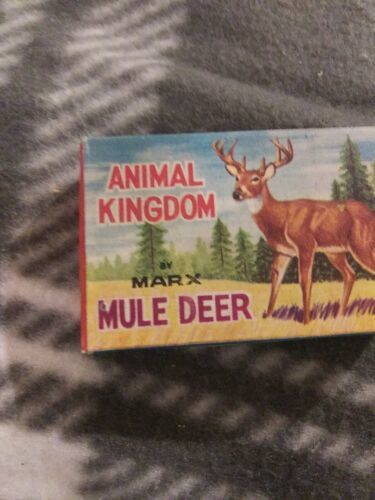 ANIMAL
KINGDOM
BY
MARX
MULE DEER